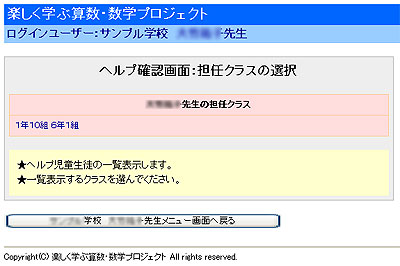 楽しく学ぶ算数・数学プロジェクト
ログインユーザー：サンプル学校 先生
ヘルプ確認画面：担任クラスの選択
先生の担任クラス
1年10組 6年1組
★ヘルプ児童生徒の一覧表示します。
★一覧表示するクラスを選んでください。
学校 先生メニュー画面へ戻る
Copyright(C) 楽しく学ぶ算数・数学プロジェクト All rights reserved.